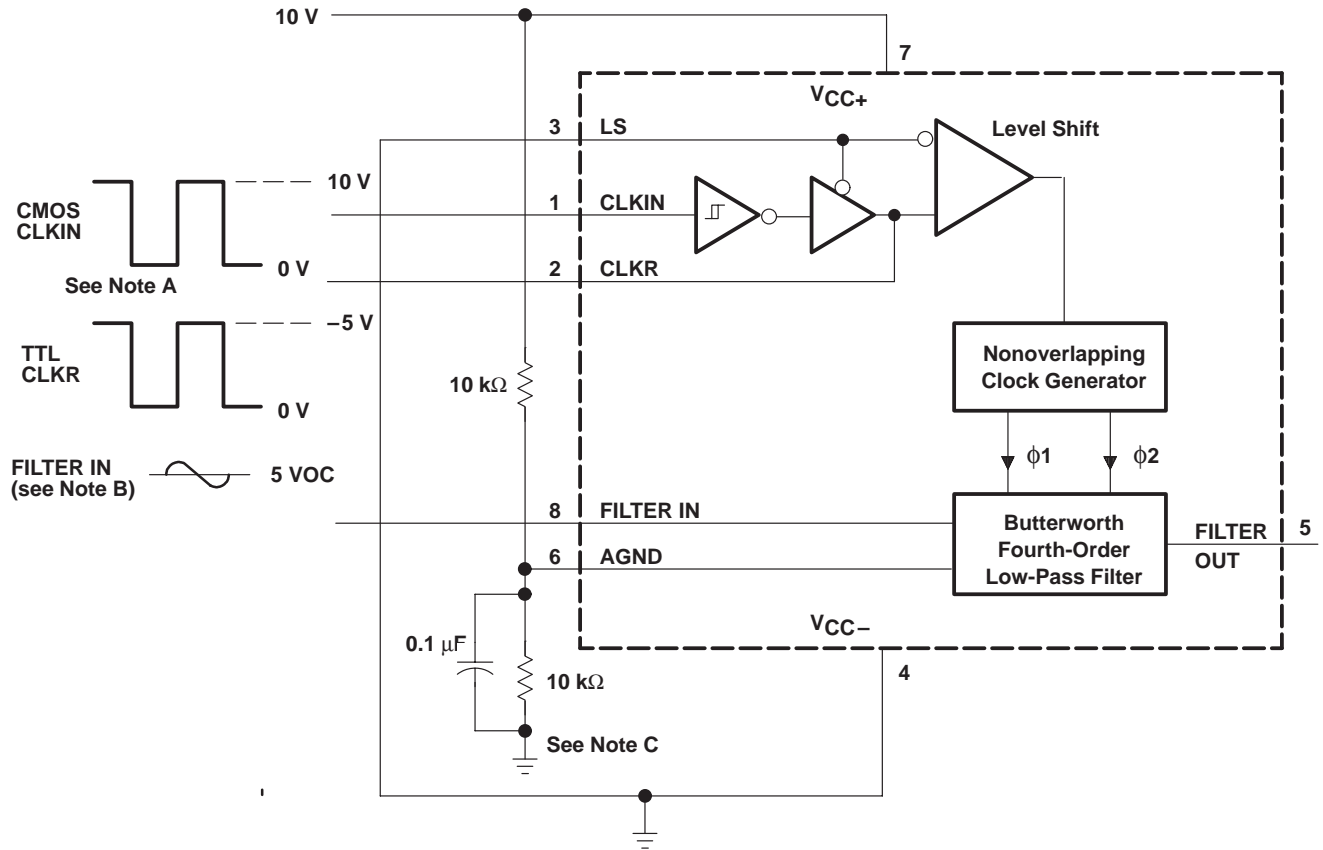 10 V
7
VCC+
3 LS
Level Shift
10 V
CMOS
CLKIN
1 CLKIN
0 V
2 CLKR
See Note A
–5 V
TTL
CLKR
Nonoverlapping
Clock Generator
10 kΩ
0 V
ϕ1
ϕ2
FILTER IN
(see Note B)
5 VOC
8 FILTER IN
Butterworth
Fourth-Order
Low-Pass Filter
FILTER
OUT
5
6 AGND
VCC–
0.1 µF
10 kΩ
4
See Note C